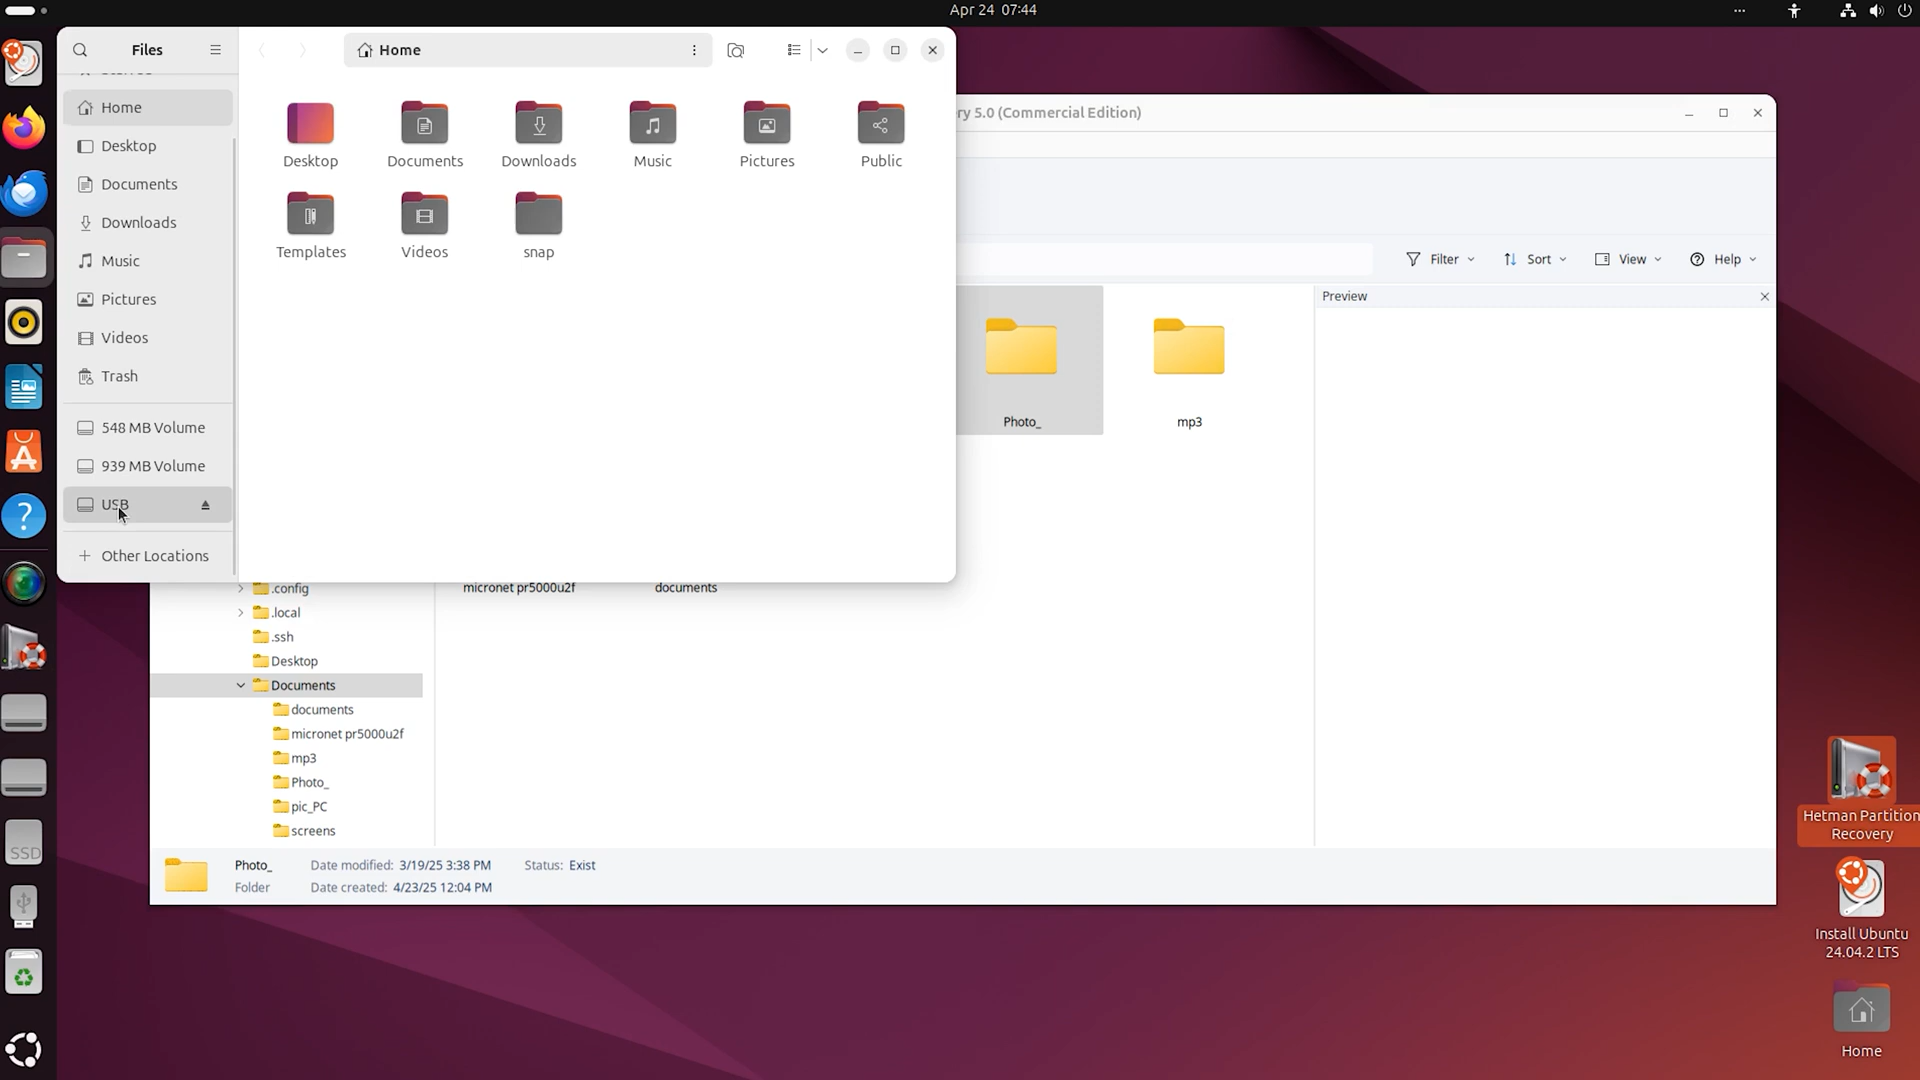 Apr 24 07:44
Files
Home
Home
Desktop
Documents
Downloads
Music
Pictures
Videos
Trash
548 MB Volume
939 MB Volume
USB
Other Locations
Desktop
Documents
Downloads
Music
Pictures
Public
Templates
Videos
snap
ry 5.0 (Commercial Edition)
Filter
Sort
View
Help
Preview
Photo_
mp3
micronet pr5000u2f
documents
.config
.local
.ssh
Desktop
Documents
documents
micronet pr5000u2f
mp3
Photo_
pic_PC
screens
Photo_
Date modified: 3/19/25 3:38 PM
Status: Exist
Folder
Date created: 4/23/25 12:04 PM
SSD
Hetman Partition
Recovery
Install Ubuntu
24.04.2 LTS
Home